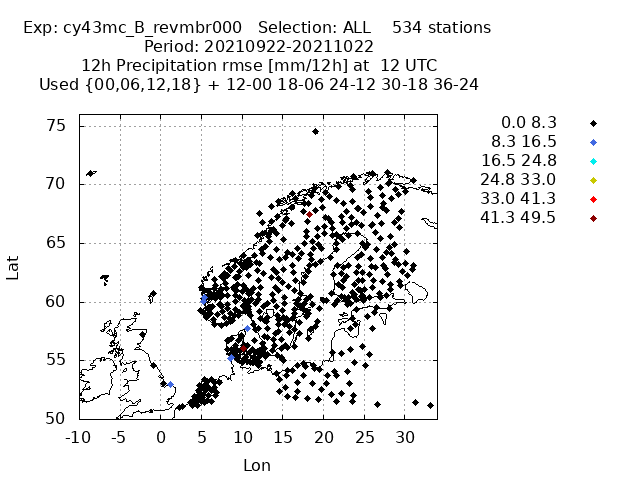 Exp: cy43mc_B_revmbr000   Selection: ALL    534 stations
Period: 20210922-20211022
12h Precipitation rmse [mm/12h] at  12 UTC
Used {00,06,12,18} + 12-00 18-06 24-12 30-18 36-24
0.0 8.3
8.3 16.5
16.5 24.8
24.8 33.0
33.0 41.3
41.3 49.5
75
70
65
60
55
50
Lat
-10 -5 0 5 10 15 20 25 30
Lon